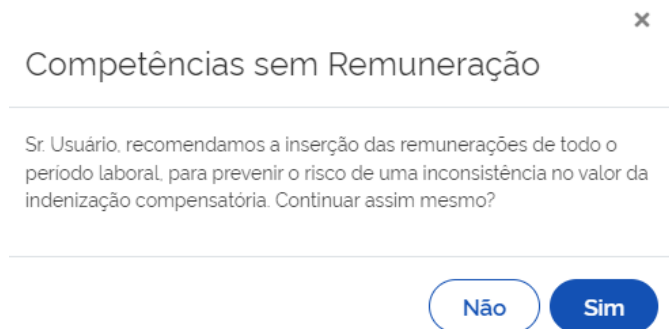 ×
Competências sem Remuneração
Sr. Usuário, recomendamos a inserção das remunerações de todo o
período laboral, para prevenir o risco de uma inconsistência no valor da
indenização compensatória. Continuar assim mesmo?
Não Sim